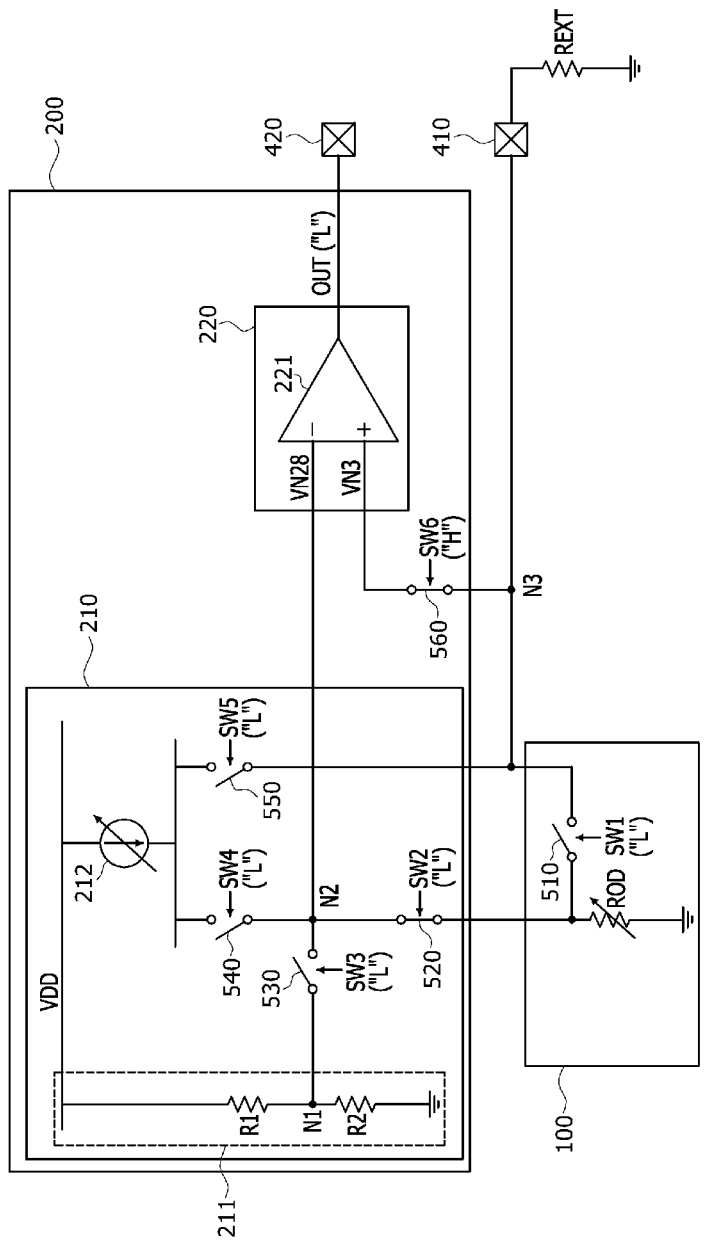 200
210
VDD
212
SW5
("L")
550
SW4
("L")
540
N2
530
SW3
("L")
SW2
("L")
520
R1
N1
R2
211
220
221
VN28
−
VN3
+
OUT ("L")
420
SW6
("H")
560
N3
410
REXT
510
SW1
("L")
ROD
100